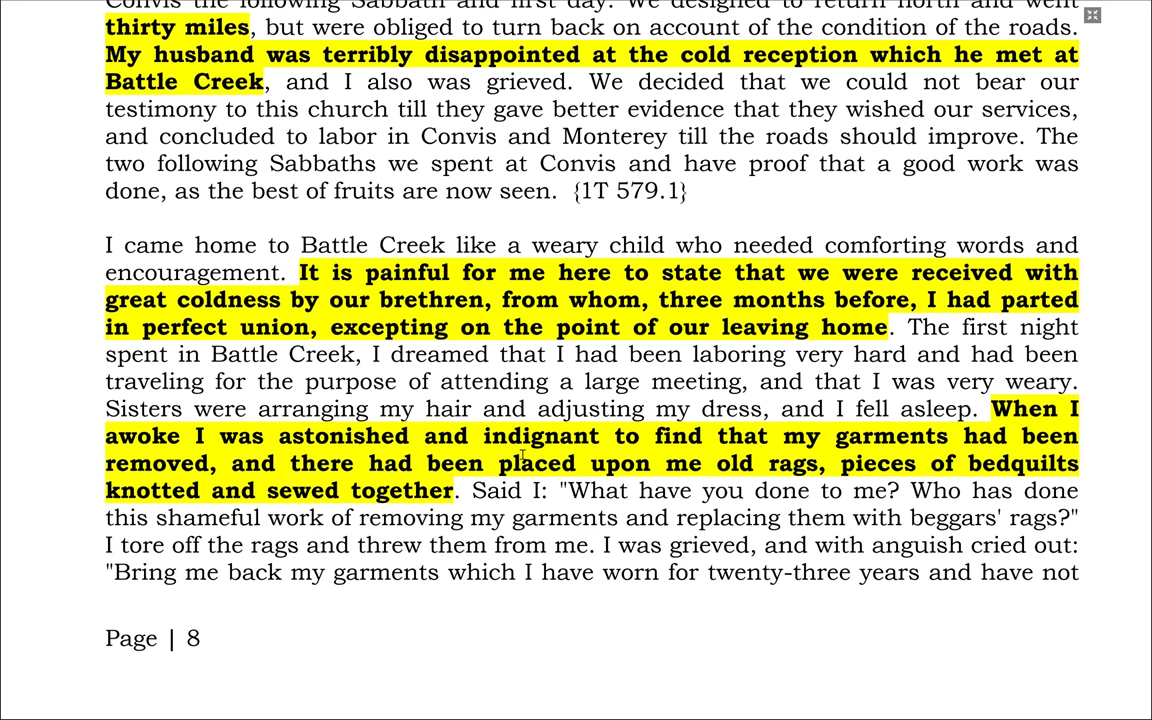 Convis the following Sabbath and first day. We designed to return north and went
thirty miles, but were obliged to turn back on account of the condition of the roads.
My husband was terribly disappointed at the cold reception which he met at
Battle Creek, and I also was grieved. We decided that we could not bear our
testimony to this church till they gave better evidence that they wished our services,
and concluded to labor in Convis and Monterey till the roads should improve. The
two following Sabbaths we spent at Convis and have proof that a good work was
done, as the best of fruits are now seen. {1T 579.1}
I came home to Battle Creek like a weary child who needed comforting words and
encouragement. It is painful for me here to state that we were received with
great coldness by our brethren, from whom, three months before, I had parted
in perfect union, excepting on the point of our leaving home. The first night
spent in Battle Creek, I dreamed that I had been laboring very hard and had been
traveling for the purpose of attending a large meeting, and that I was very weary.
Sisters were arranging my hair and adjusting my dress, and I fell asleep. When I
awoke I was astonished and indignant to find that my garments had been
removed, and there had been placed upon me old rags, pieces of bedquilts
knotted and sewed together. Said I: "What have you done to me? Who has done
this shameful work of removing my garments and replacing them with beggars' rags?"
I tore off the rags and threw them from me. I was grieved, and with anguish cried out:
"Bring me back my garments which I have worn for twenty-three years and have not
Page | 8